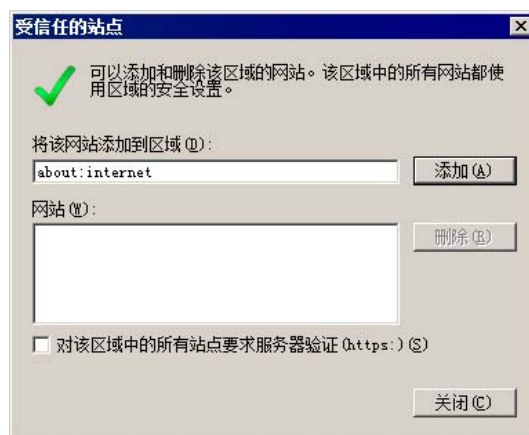 受信任的站点
可以添加和删除该区域的网站。该区域中的所有网站都使
用区域的安全设置。
将该网站添加到区域(D):
about:internet
添加(A)
网站(W):
删除(R)
对该区域中的所有站点要求服务器验证(https:)(S)
关闭(C)